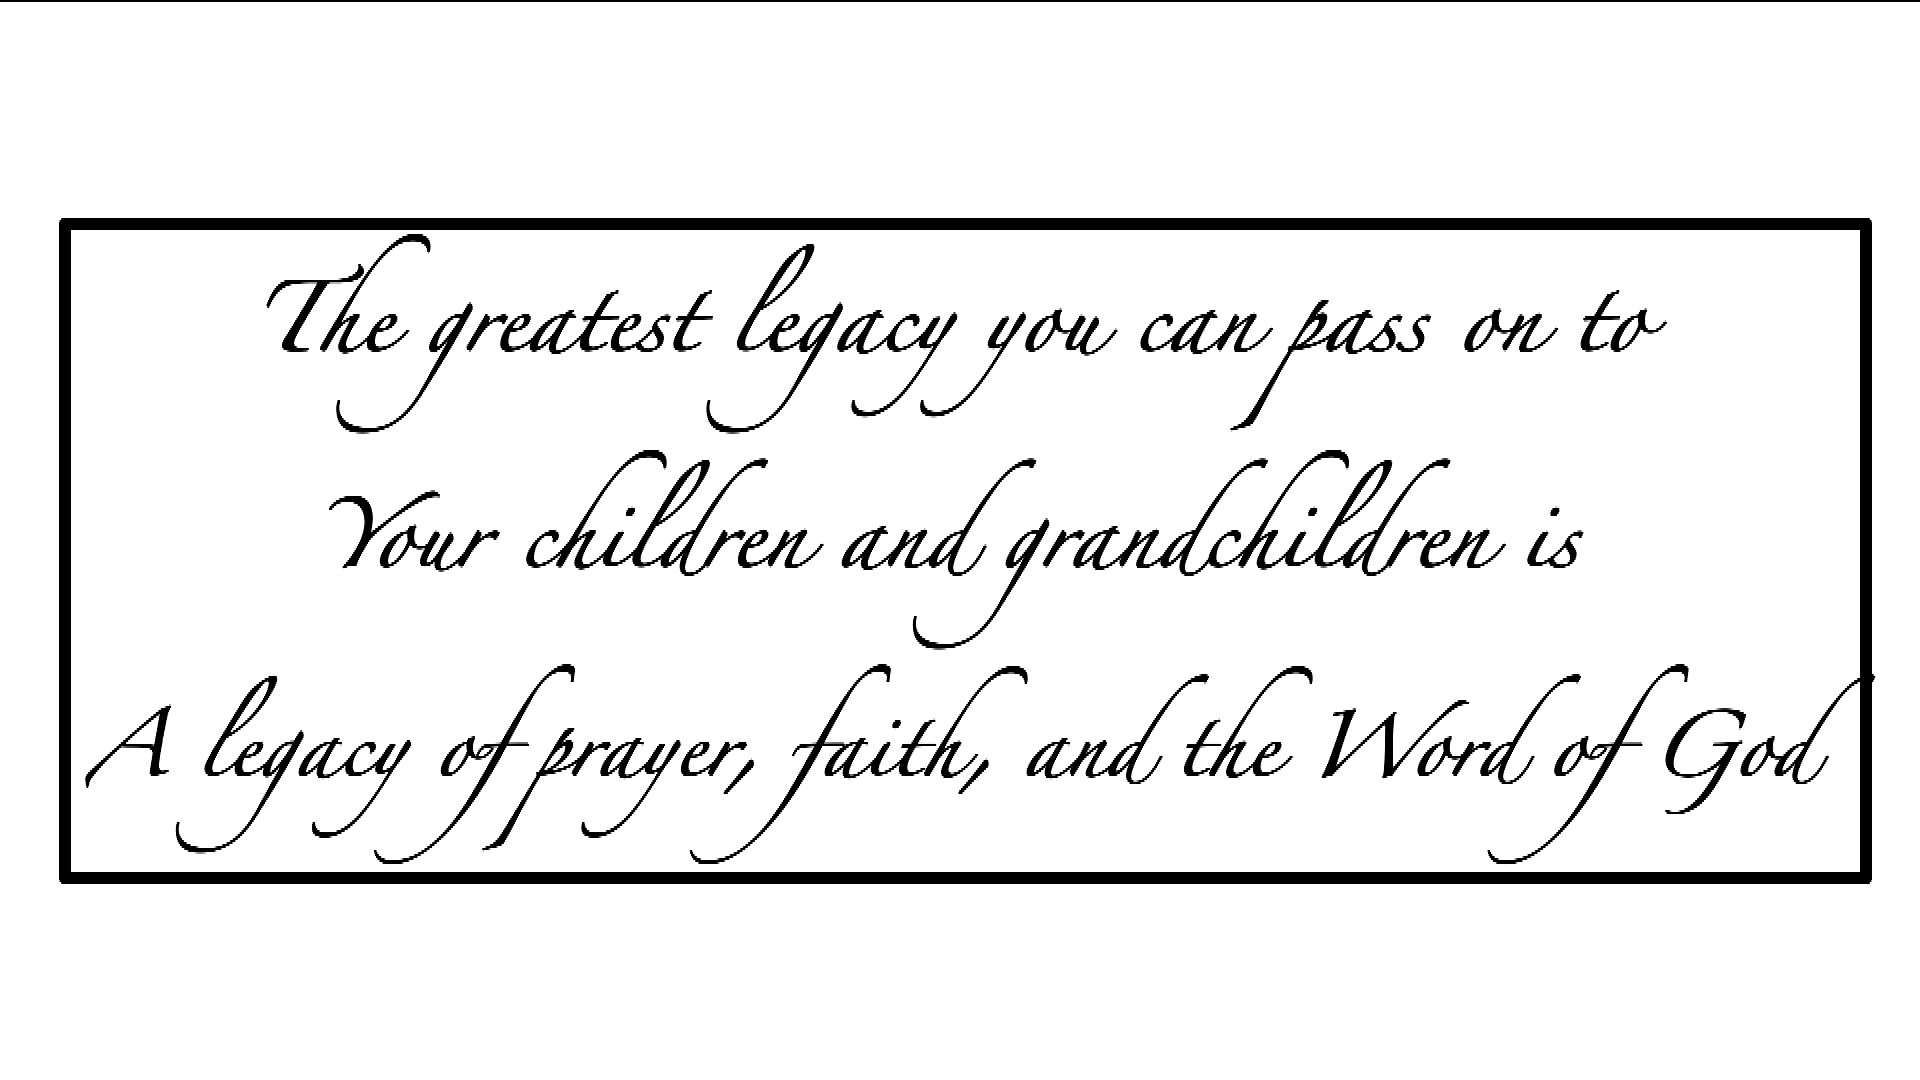 The greatest legacy you can pass on to
Your children and grandchildren is
A legacy of prayer, faith, and the Word of God